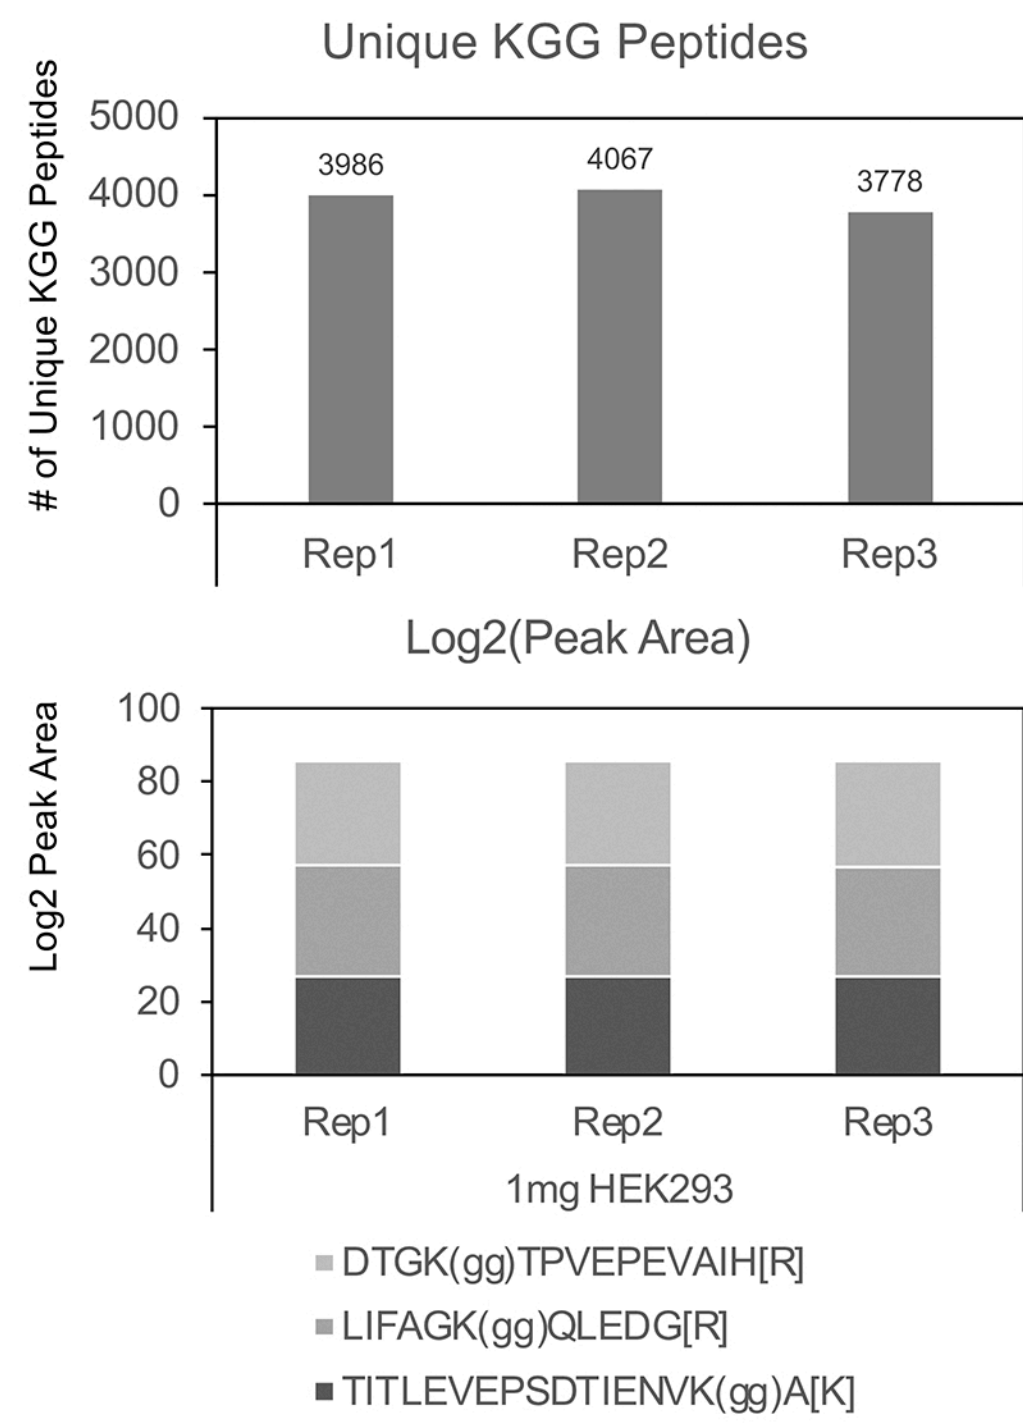 Unique KGG Peptides
# of Unique KGG Peptides
5000
4000
3000
2000
1000
0
3986
4067
3778
Rep1
Rep2
Rep3
Log2(Peak Area)
Log2 Peak Area
100
80
60
40
20
0
Rep1
Rep2
Rep3
1mg HEK293
DTGK(gg)TPVEPEVAIH[R]
LIFAGK(gg)QLEDG[R]
TITLEVEPSDTIENVK(gg)A[K]